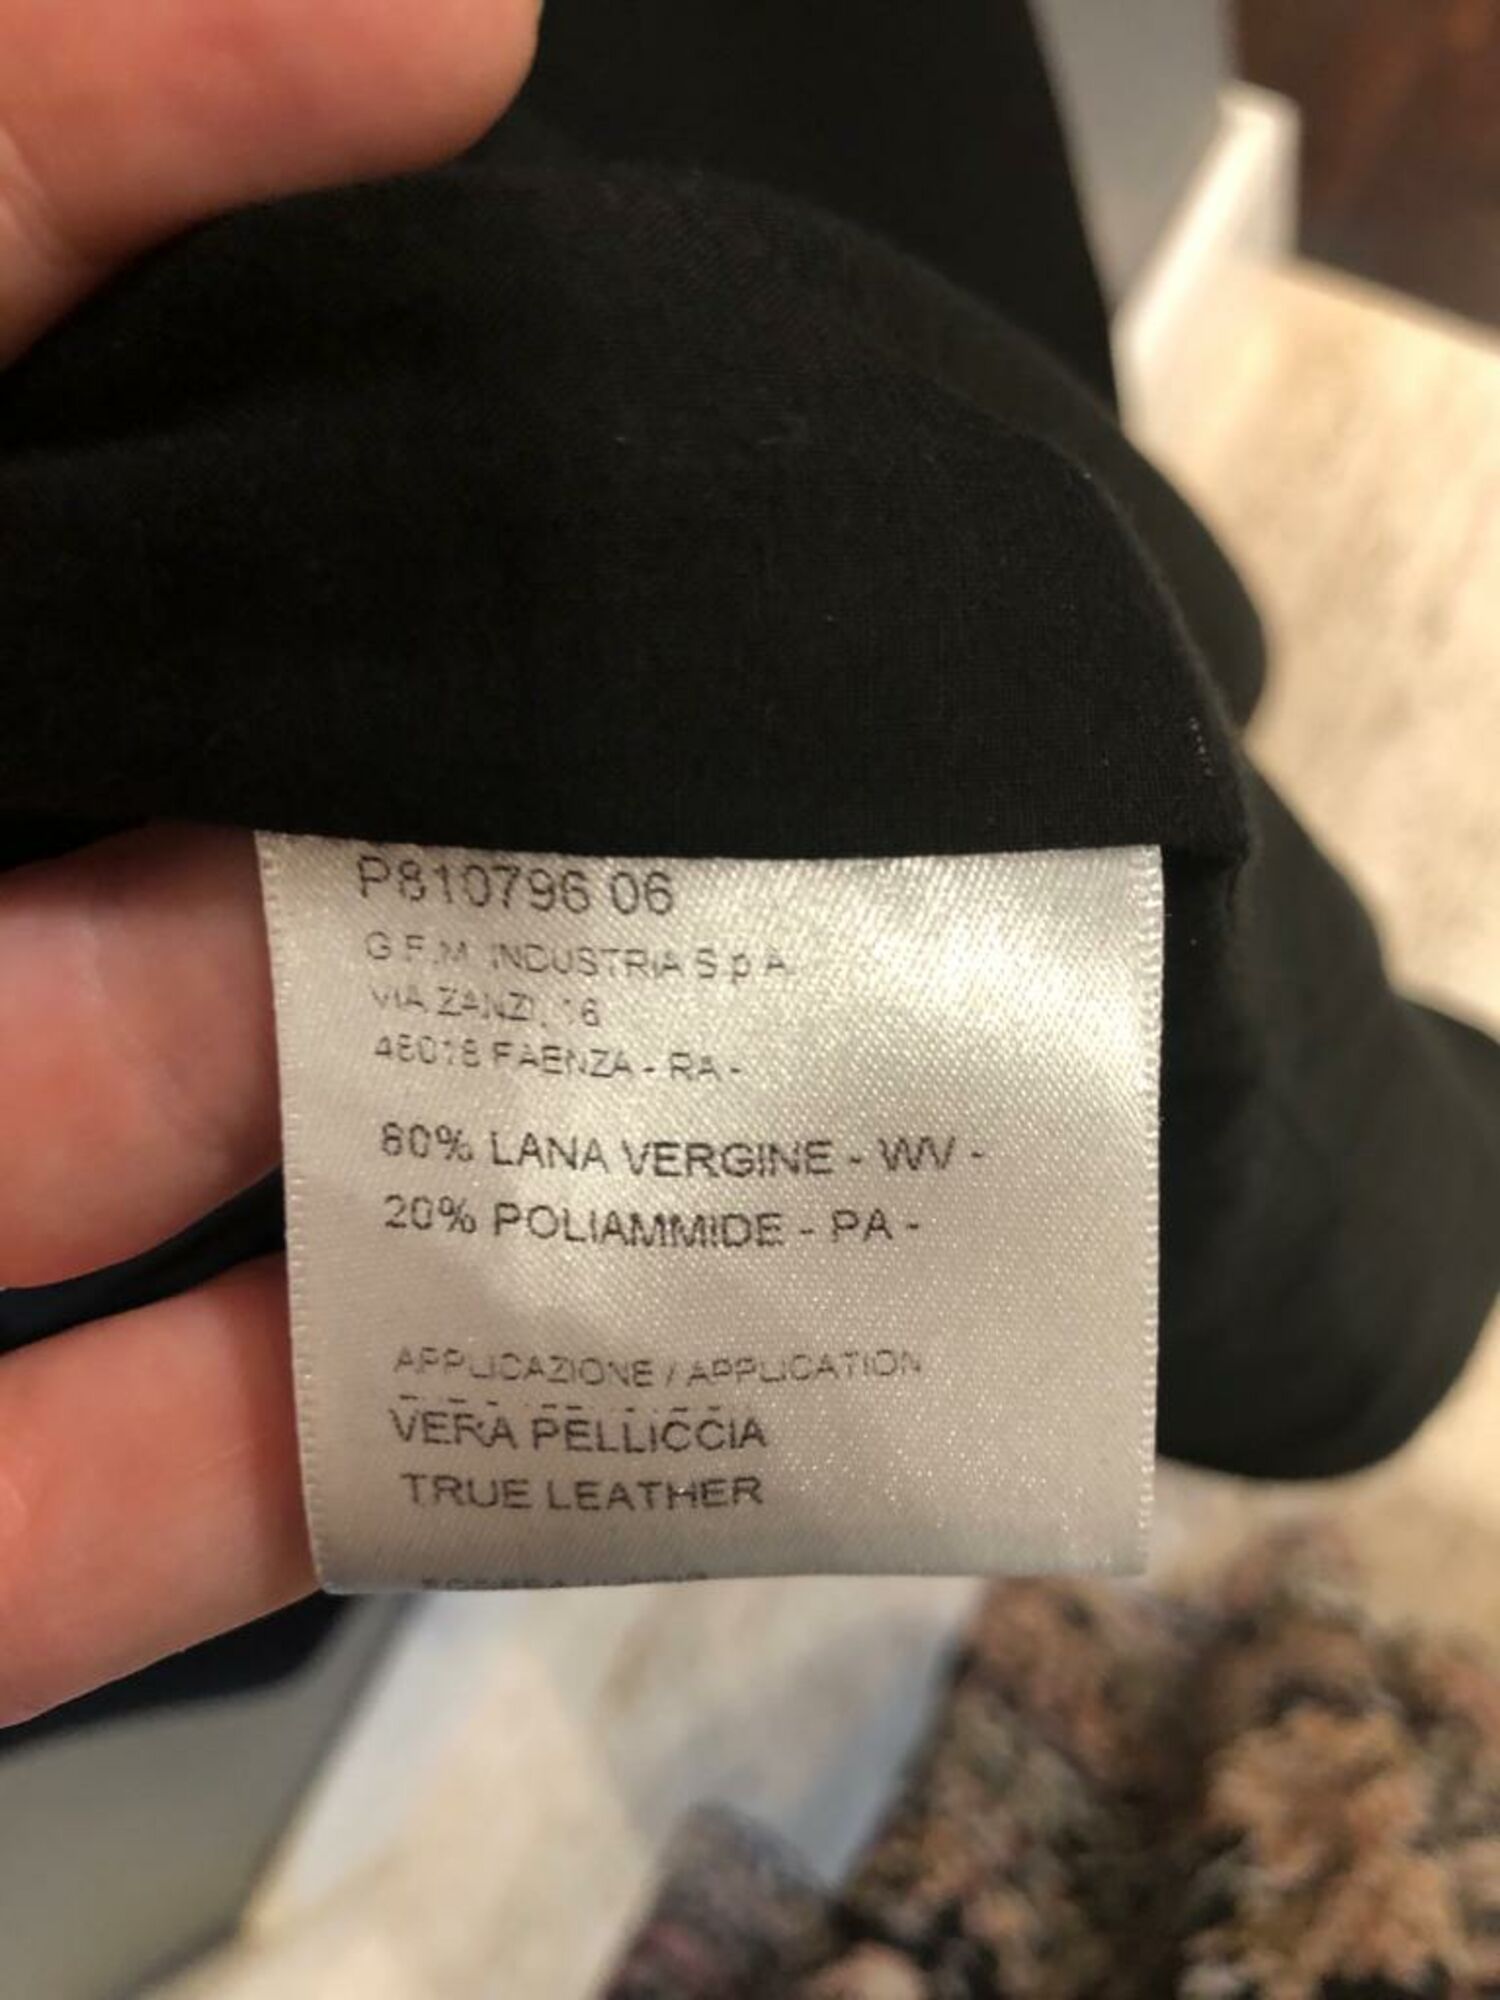 P810796 06
G.F.M. INDUSTRIA S.p.A.
VIA ZANZI, 16
48018 FAENZA - RA -
80% LANA VERGINE - WV -
20% POLIAMMIDE - PA -
APPLICAZIONE / APPLICATION
VERA PELLICCIA
TRUE LEATHER